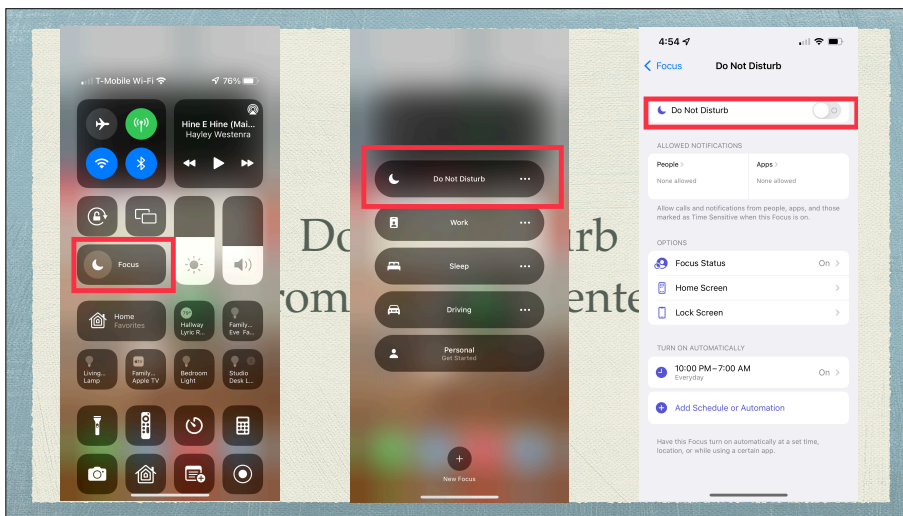 T-Mobile Wi-Fi
76%
Hine E Hine (Mai...
Hayley Westenra
Focus
Home
Favorites
76°
Hallway
Lyric R...
Family...
Eve Fa...
Living...
Lamp
Family...
Apple TV
Bedroom
Light
Studio
Desk L...
Do Not Disturb
Work
Sleep
Driving
Personal
Get Started
New Focus
Do
rb
rom
ente
4:54
Focus
Do Not Disturb
Do Not Disturb
ALLOWED NOTIFICATIONS
People
Apps
None allowed
None allowed
Allow calls and notifications from people, apps, and those
marked as Time Sensitive when this Focus is on.
OPTIONS
Focus Status
On
Home Screen
Lock Screen
TURN ON AUTOMATICALLY
10:00 PM – 7:00 AM
Everyday
On
Add Schedule or Automation
Have this Focus turn on automatically at a set time,
location, or while using a certain app.